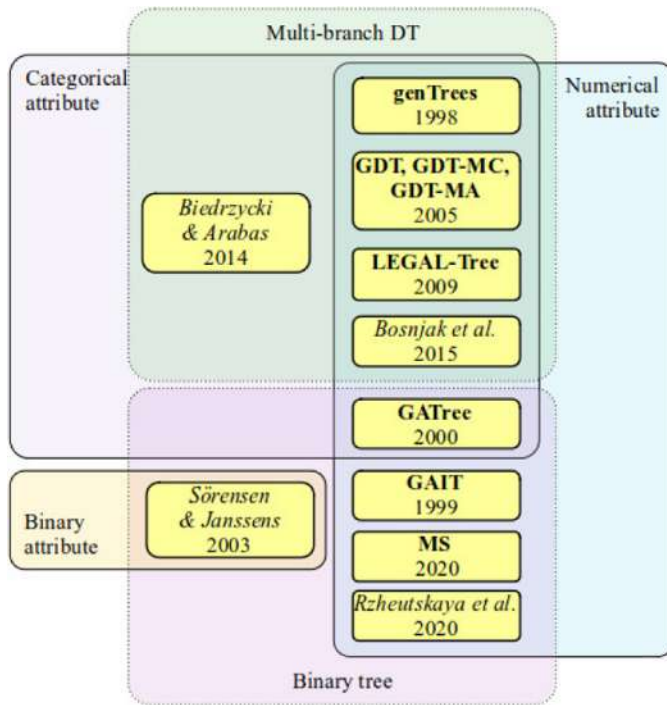 Multi-branch DT
Categorical
attribute
Numerical
attribute
genTrees
1998
GDT, GDT-MC,
GDT-MA
2005
Biedrzycki
& Arabas
2014
LEGAL-Tree
2009
Bosnjak et al.
2015
GATree
2000
Binary
attribute
Sörensen
& Janssens
2003
GAIT
1999
MS
2020
Rzheutskaya et al.
2020
Binary tree